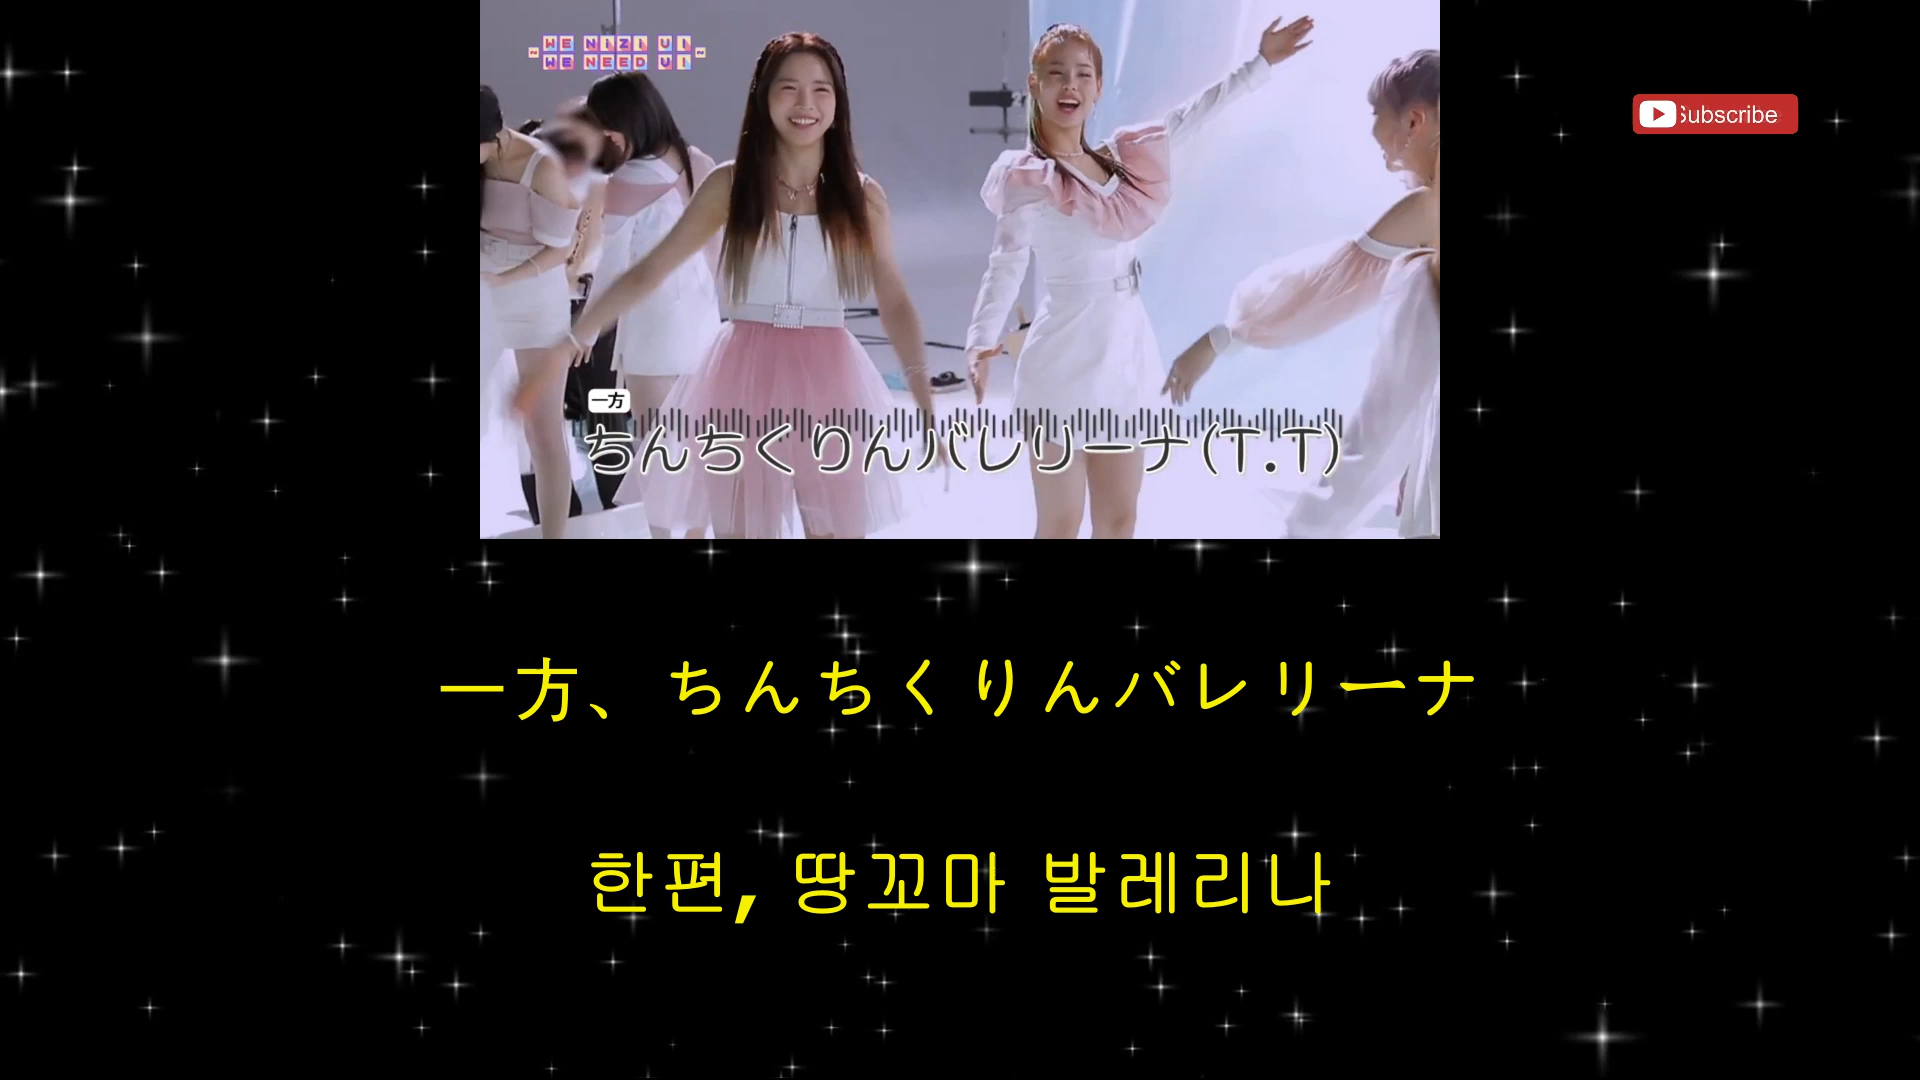 WE NIZI U!
~WE NEED U!~
Subscribe
一方
ちんちくりんバレリーナ(T.T)
一方、ちんちくりんバレリーナ
한편, 땅꼬마 발레리나